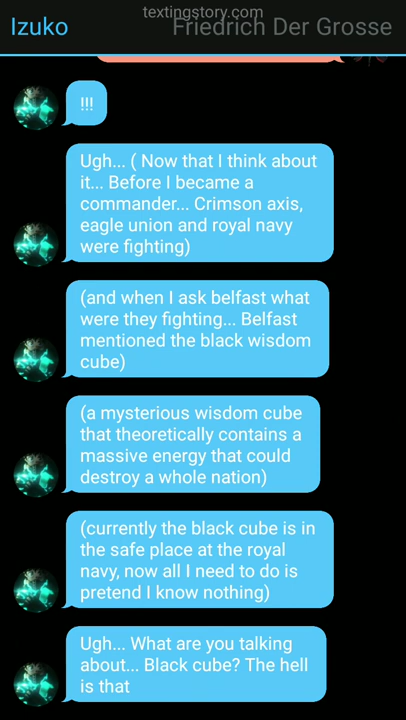 textingstory.com
Izuko
Friedrich Der Grosse
!!!
Ugh... ( Now that I think about
it... Before I became a
commander... Crimson axis,
eagle union and royal navy
were fighting)
(and when I ask belfast what
were they fighting... Belfast
mentioned the black wisdom
cube)
(a mysterious wisdom cube
that theoretically contains a
massive energy that could
destroy a whole nation)
(currently the black cube is in
the safe place at the royal
navy, now all I need to do is
pretend I know nothing)
Ugh... What are you talking
about... Black cube? The hell
is that